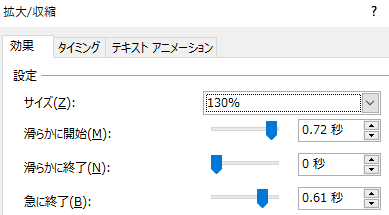 拡大/収縮 ?
効果 タイミング テキスト アニメーション
設定
サイズ(Z): 130%
滑らかに開始(M): 0.72 秒
滑らかに終了(N): 0 秒
急に終了(B): 0.61 秒